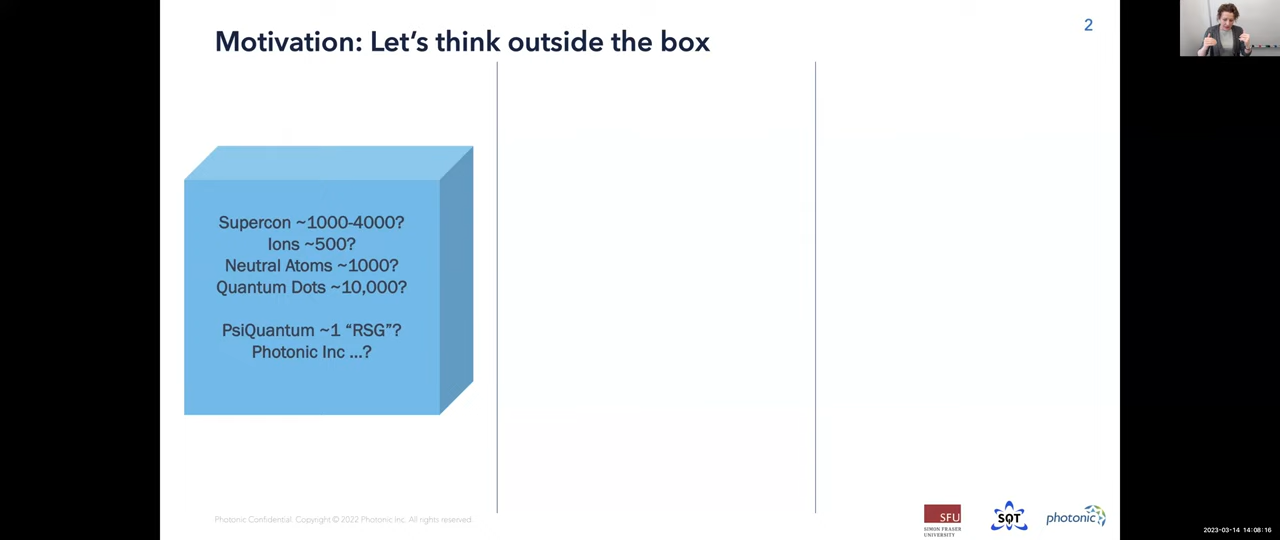 Motivation: Let's think outside the box
2
Supercon ~1000-4000?
Ions ~500?
Neutral Atoms ~1000?
Quantum Dots ~10,000?
PsiQuantum ~1 “RSG”?
Photonic Inc ...?
Photonic Confidential. Copyright © 2022 Photonic Inc. All rights reserved.
SFU
SIMON FRASER
UNIVERSITY
SQT
photonic
2023-03-14 14:08:16